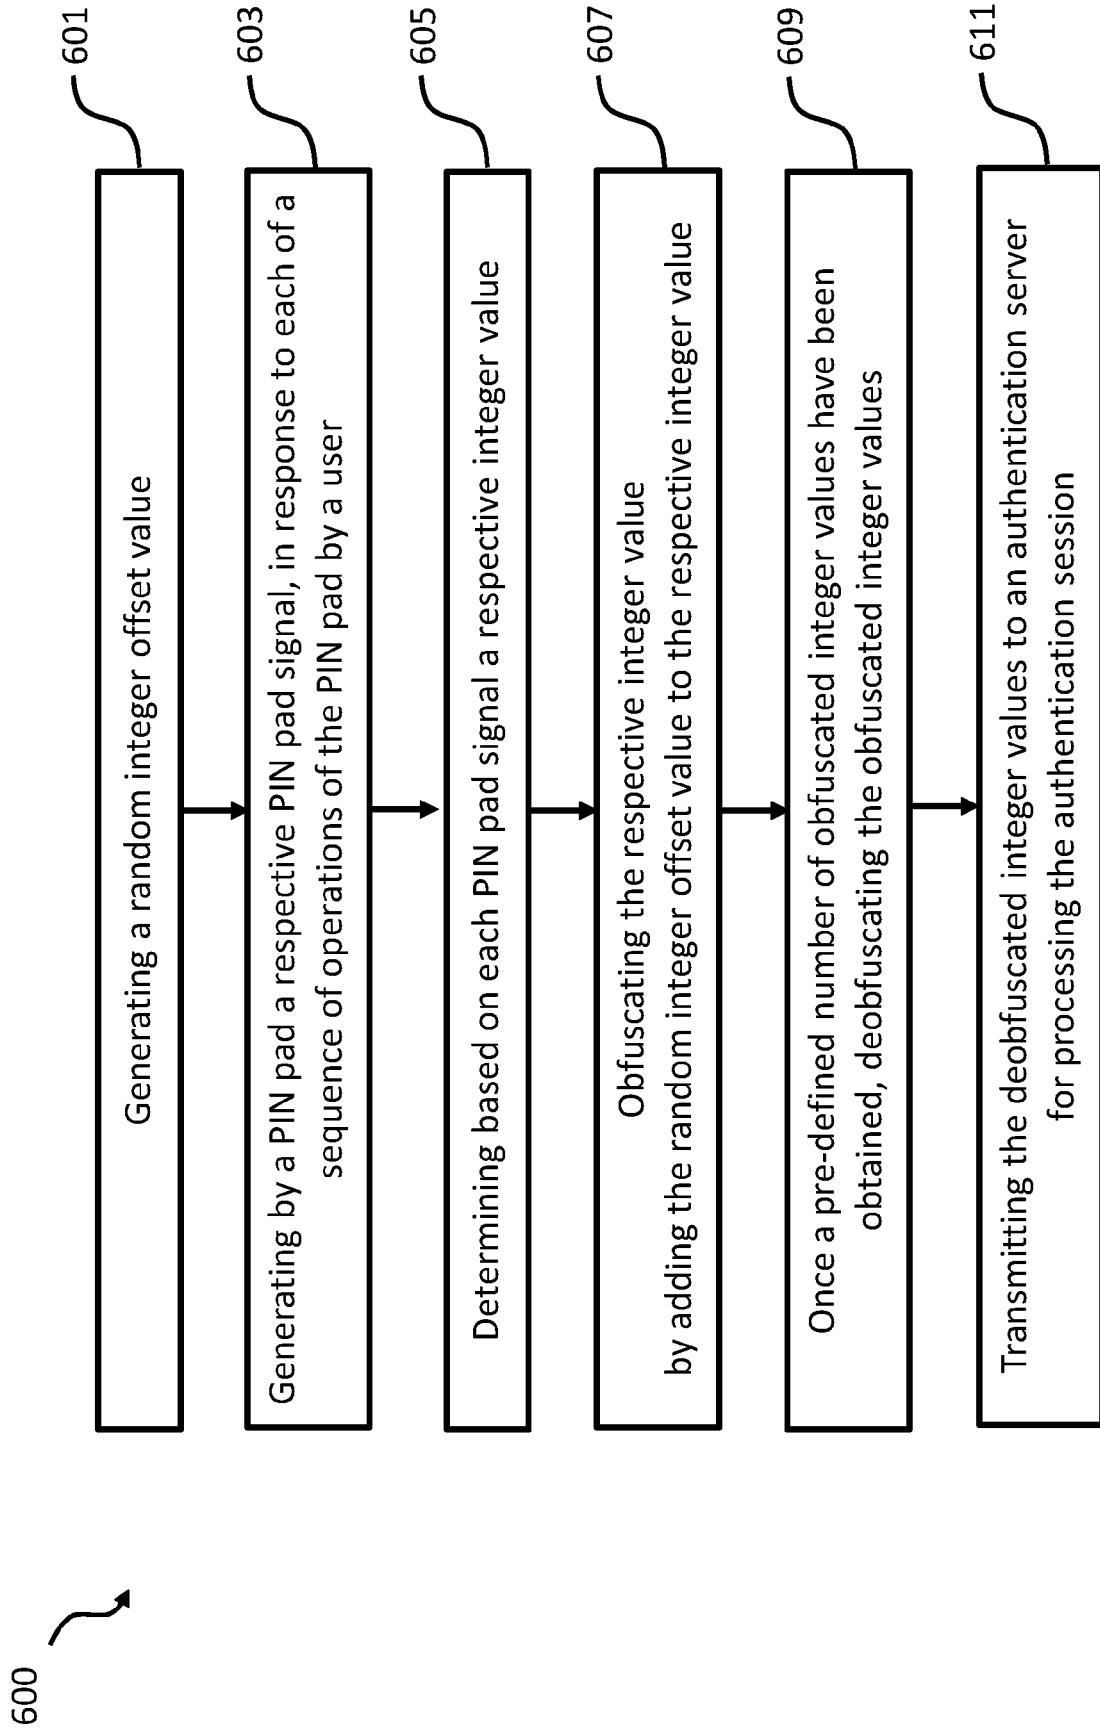 600
601
Generating a random integer offset value
603
Generating by a PIN pad a respective PIN pad signal, in response to each of a
sequence of operations of the PIN pad by a user
605
Determining based on each PIN pad signal a respective integer value
607
Obfuscating the respective integer value
by adding the random integer offset value to the respective integer value
609
Once a pre-defined number of obfuscated integer values have been
obtained, deobfuscating the obfuscated integer values
611
Transmitting the deobfuscated integer values to an authentication server
for processing the authentication session